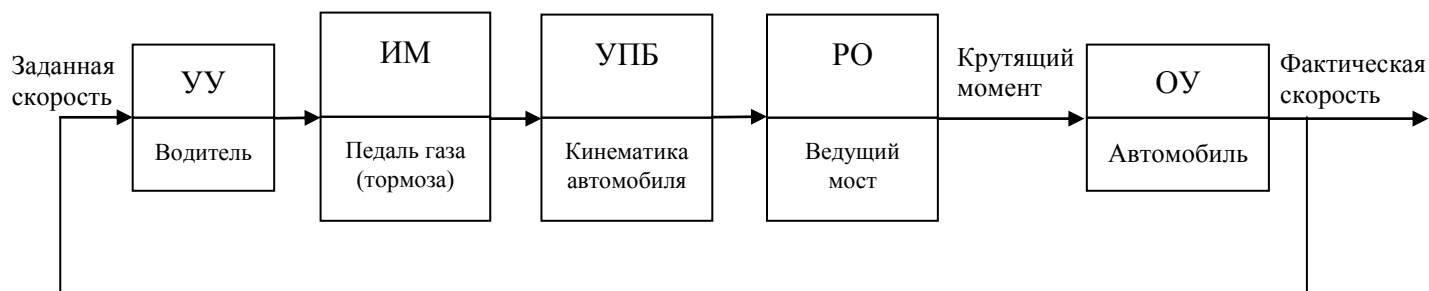 Заданная
скорость
УУ
Водитель
ИМ
Педаль газа
(тормоза)
УПБ
Кинематика
автомобиля
РО
Ведущий
мост
Крутящий
момент
ОУ
Автомобиль
Фактическая
скорость